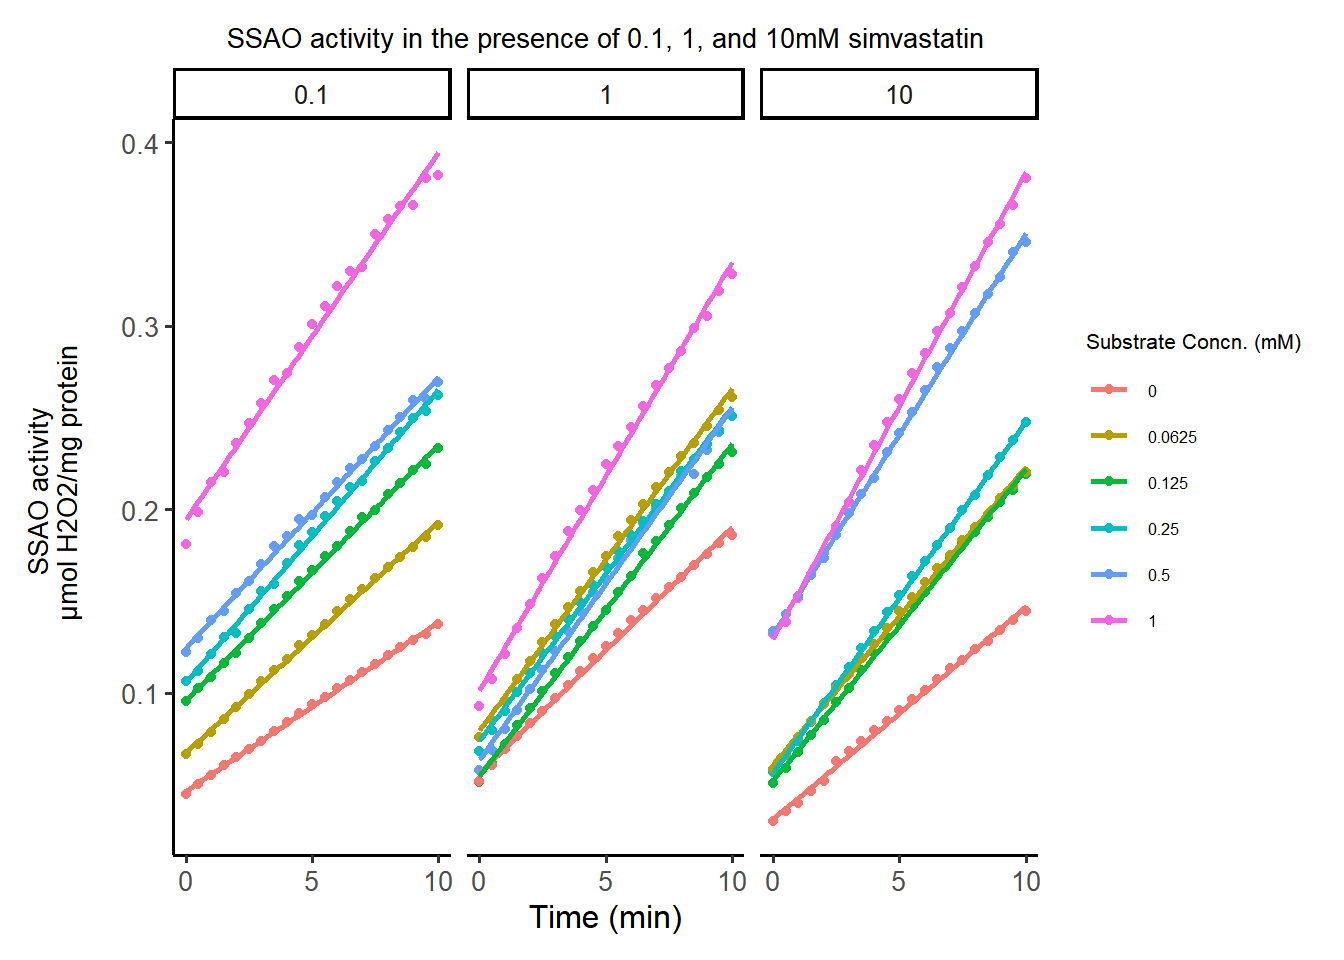 SSAO activity in the presence of 0.1, 1, and 10mM simvastatin
0.1
1
10
SSAO activity
μmol H2O2/mg protein
0.4
0.3
0.2
0.1
0 5 10
0 5 10
0 5 10
Time (min)
Substrate Concn. (mM)
0
0.0625
0.125
0.25
0.5
1